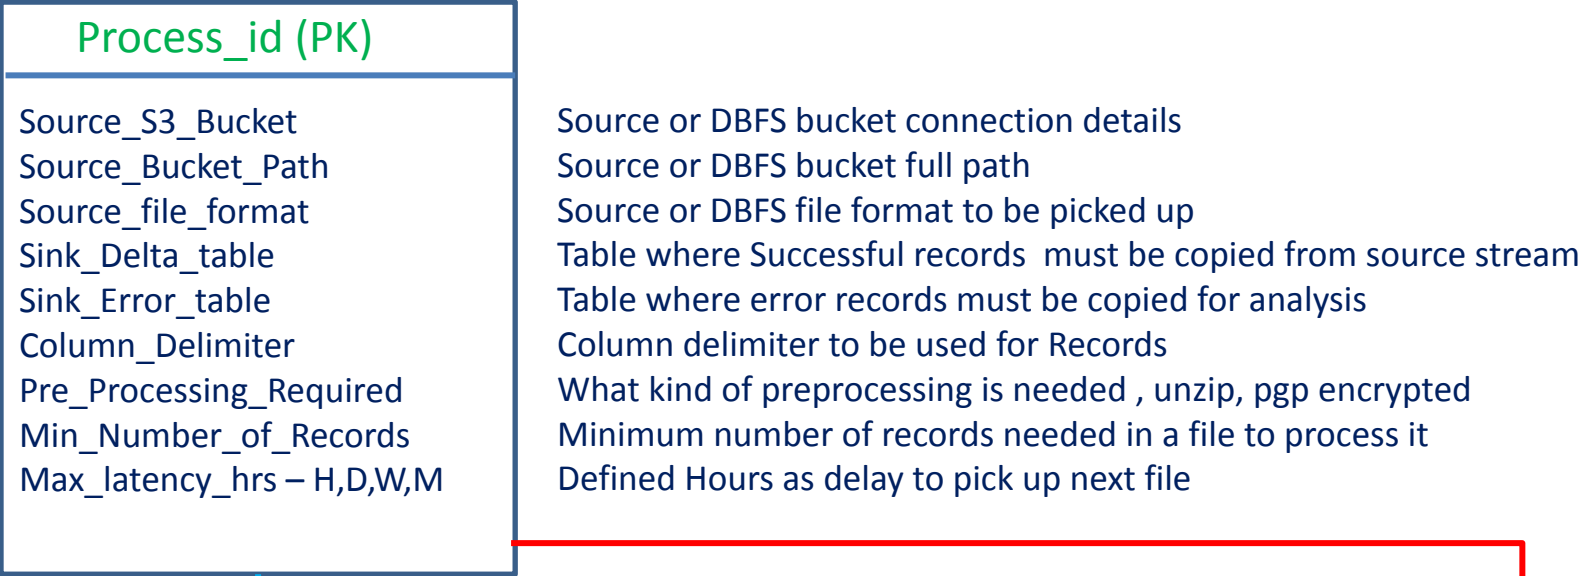 Process_id (PK)
Source_S3_Bucket Source or DBFS bucket connection details
Source_Bucket_Path Source or DBFS bucket full path
Source_file_format Source or DBFS file format to be picked up
Sink_Delta_table Table where Successful records must be copied from source stream
Sink_Error_table Table where error records must be copied for analysis
Column_Delimiter Column delimiter to be used for Records
Pre_Processing_Required What kind of preprocessing is needed , unzip, pgp encrypted
Min_Number_of_Records Minimum number of records needed in a file to process it
Max_latency_hrs – H,D,W,M Defined Hours as delay to pick up next file